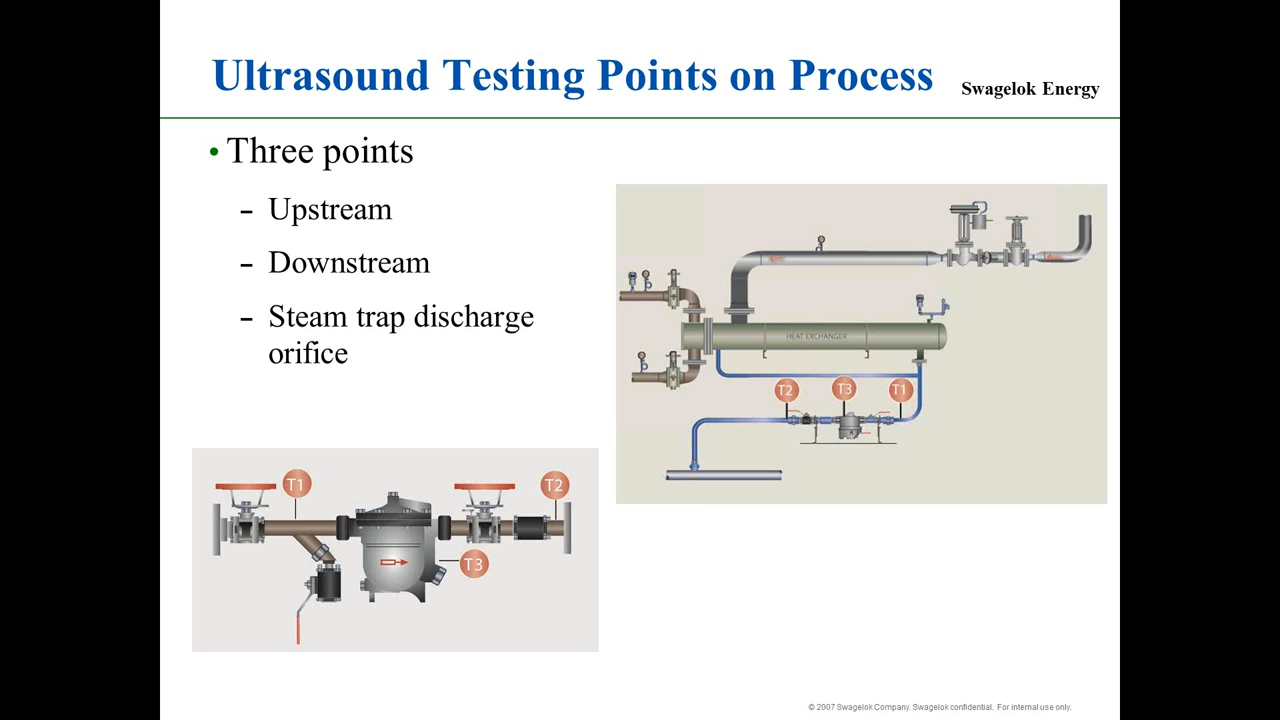 Ultrasound Testing Points on Process
Swagelok Energy
• Three points
- Upstream
- Downstream
- Steam trap discharge
orifice
HEAT EXCHANGER
T2
T3
T1
T1
T2
T3
© 2007 Swagelok Company. Swagelok confidential. For internal use only.